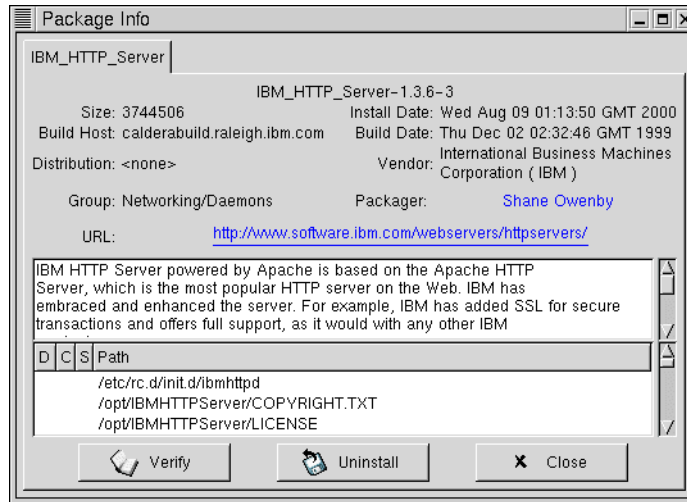 Package Info
IBM_HTTP_Server
IBM_HTTP_Server-1.3.6-3
Size: 3744506 Install Date: Wed Aug 09 01:13:50 GMT 2000
Build Host: calderabuild.raleigh.ibm.com Build Date: Thu Dec 02 02:32:46 GMT 1999
Distribution: <none> Vendor: International Business Machines
Corporation ( IBM )
Group: Networking/Daemons Packager: Shane Owenby
URL: http://www.software.ibm.com/webservers/httpservers/
IBM HTTP Server powered by Apache is based on the Apache HTTP
Server, which is the most popular HTTP server on the Web. IBM has
embraced and enhanced the server. For example, IBM has added SSL for secure
transactions and offers full support, as it would with any other IBM
D C S Path
/etc/rc.d/init.d/ibmhttpd
/opt/IBMHTTPServer/COPYRIGHT.TXT
/opt/IBMHTTPServer/LICENSE
Verify Uninstall X Close